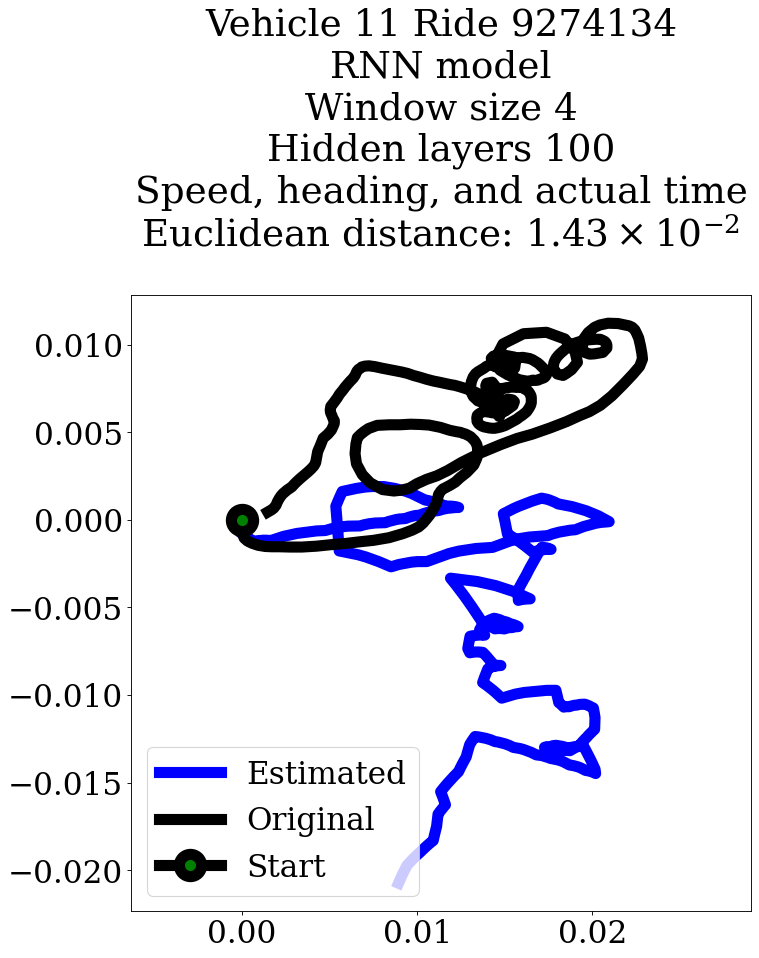 Vehicle 11 Ride 9274134
RNN model
Window size 4
Hidden layers 100
Speed, heading, and actual time
Euclidean distance: 1.43 × 10⁻²
0.010
0.005
0.000
−0.005
−0.010
−0.015
−0.020
Estimated
Original
Start
0.00 0.01 0.02